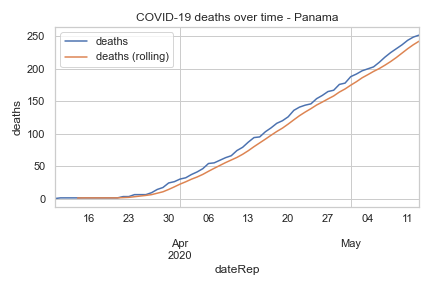 COVID-19 deaths over time - Panama
deaths
deaths (rolling)
250
200
150
100
50
0
deaths
16 23 30 06 13 20 27 04 11
Apr May
2020
dateRep